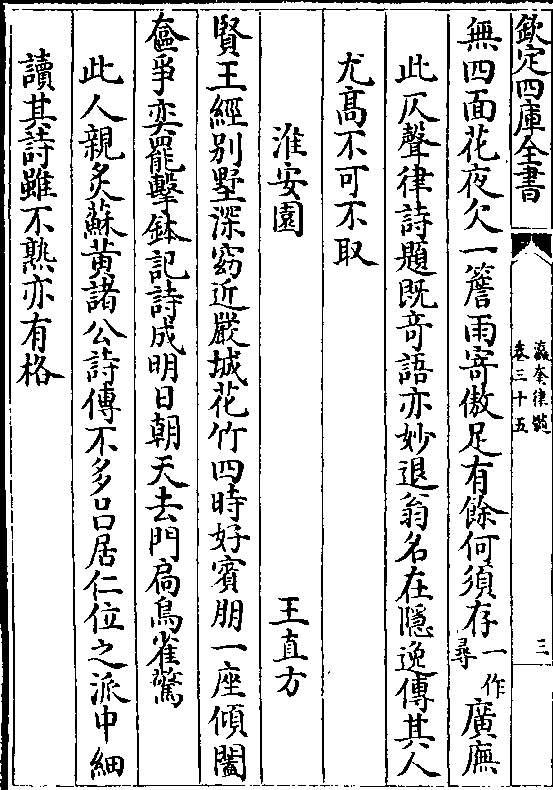 欽定四庫全書
瀛奎律髓
卷三十五
三
無四面花夜欠一簷雨寄傲足有餘何須存一作尋廣廡
此仄聲律詩題既奇語亦妙退翁名在隱逸傳其人
尤高不可不取
淮安園 王直方
賢王經别墅深窈近嚴城花竹四時好賓朋一座傾闔
奩爭奕罷擊鉢記詩成明日朝天去門扃鳥雀驚
此人親炙蘇黄諸公詩傳不多吕居仁位之派中細
讀其詩雖不熟亦有格